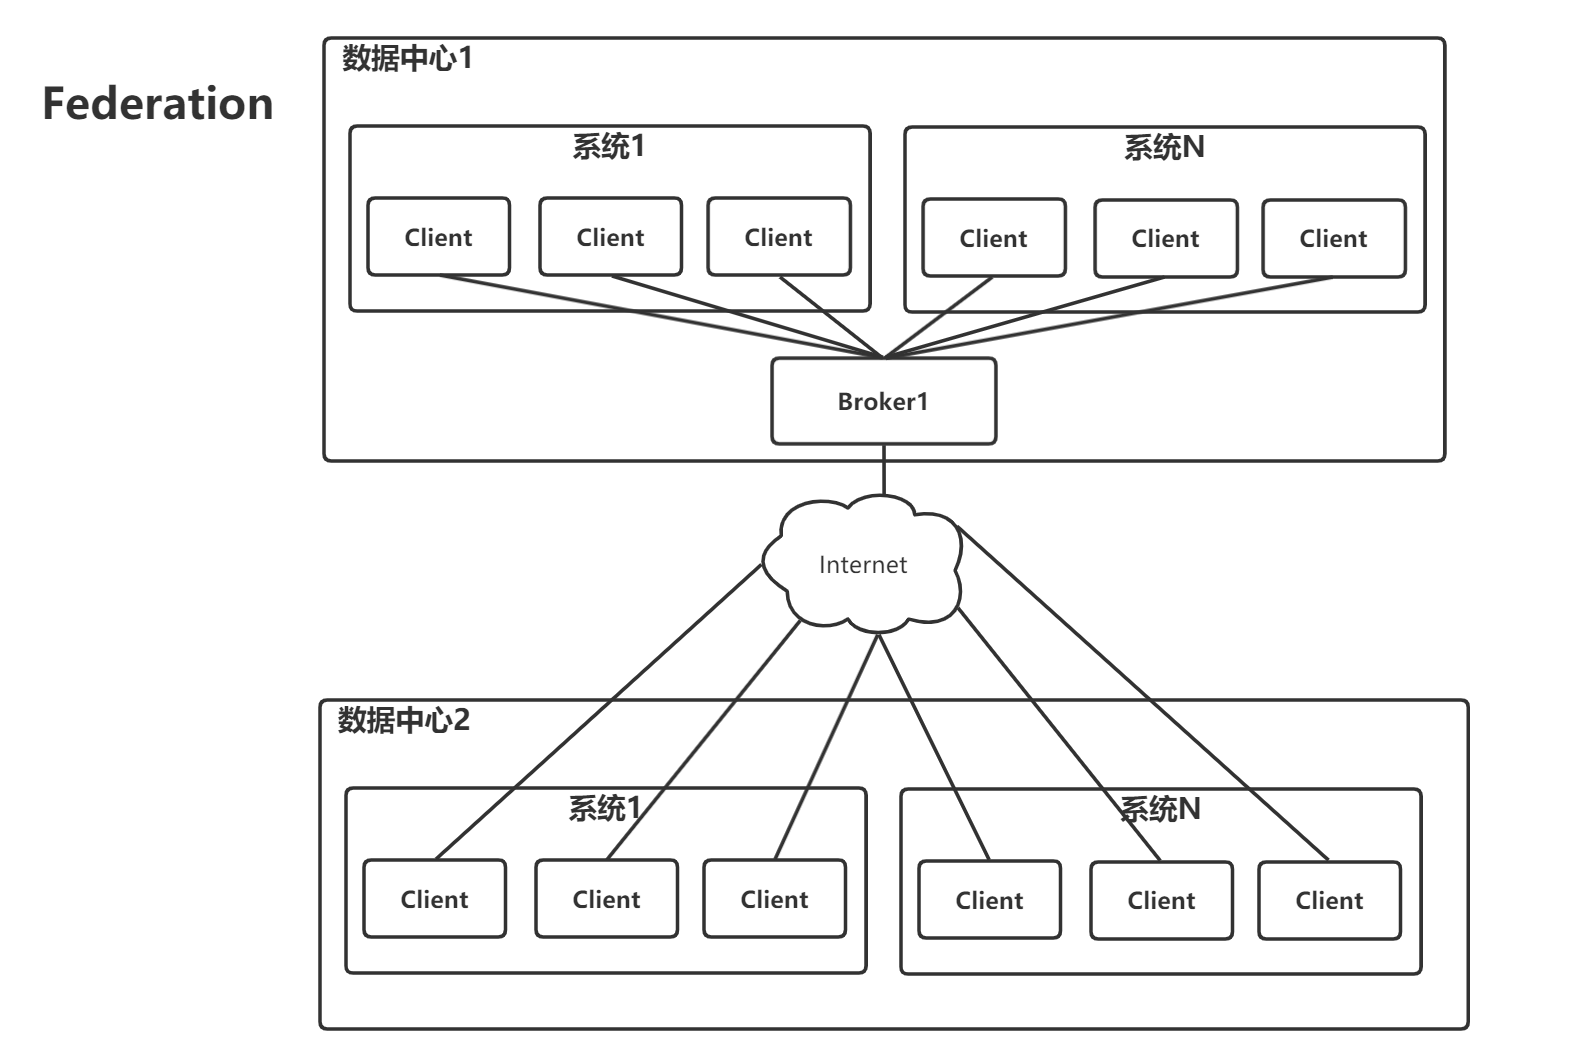 Federation
数据中心1
系统1
系统N
Client
Client
Client
Client
Client
Client
Broker1
Internet
数据中心2
系统1
系统N
Client
Client
Client
Client
Client
Client